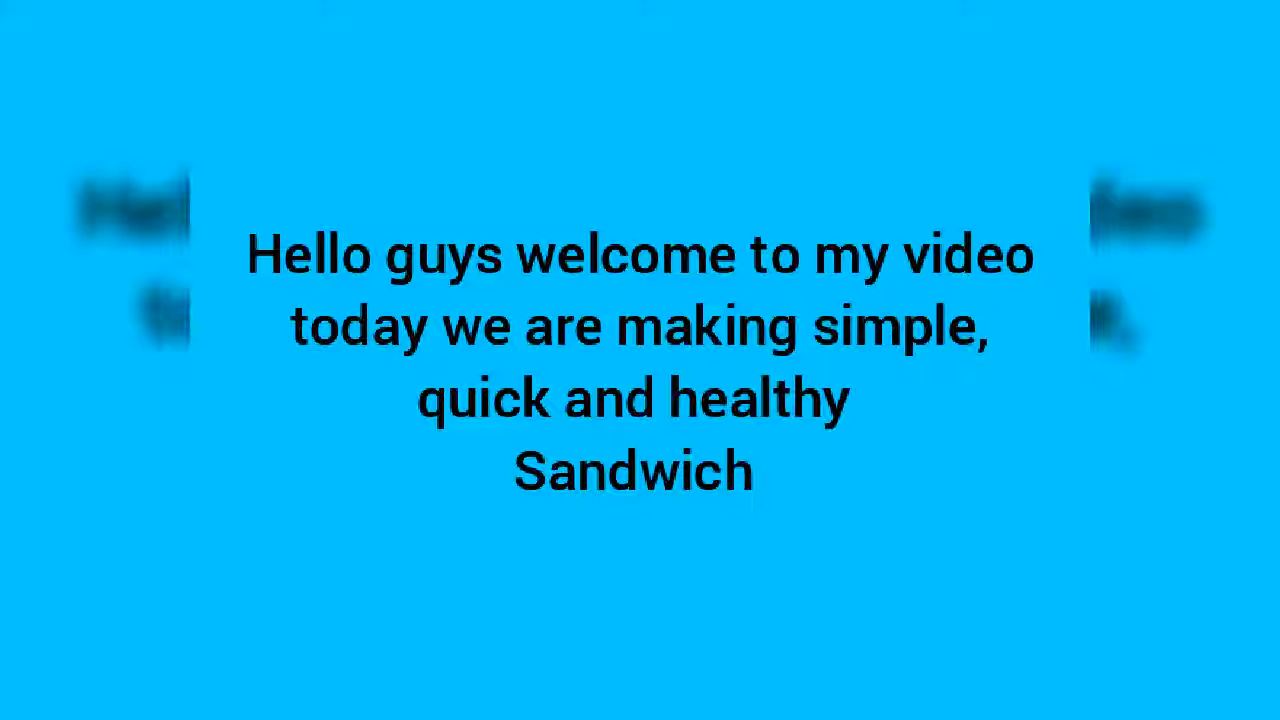 Hello guys welcome to my video
today we are making simple,
quick and healthy
Sandwich